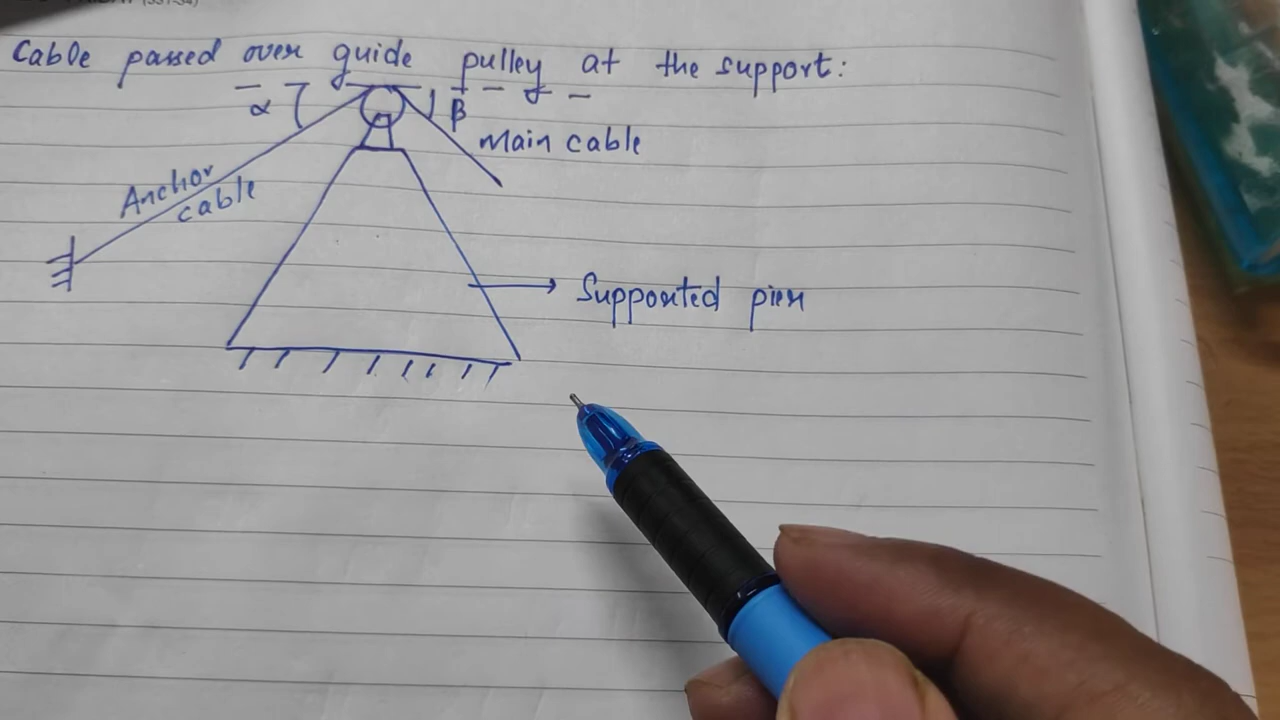 Cable passed over guide pulley at the support:
α
β
main cable
Anchor
cable
Supported pier